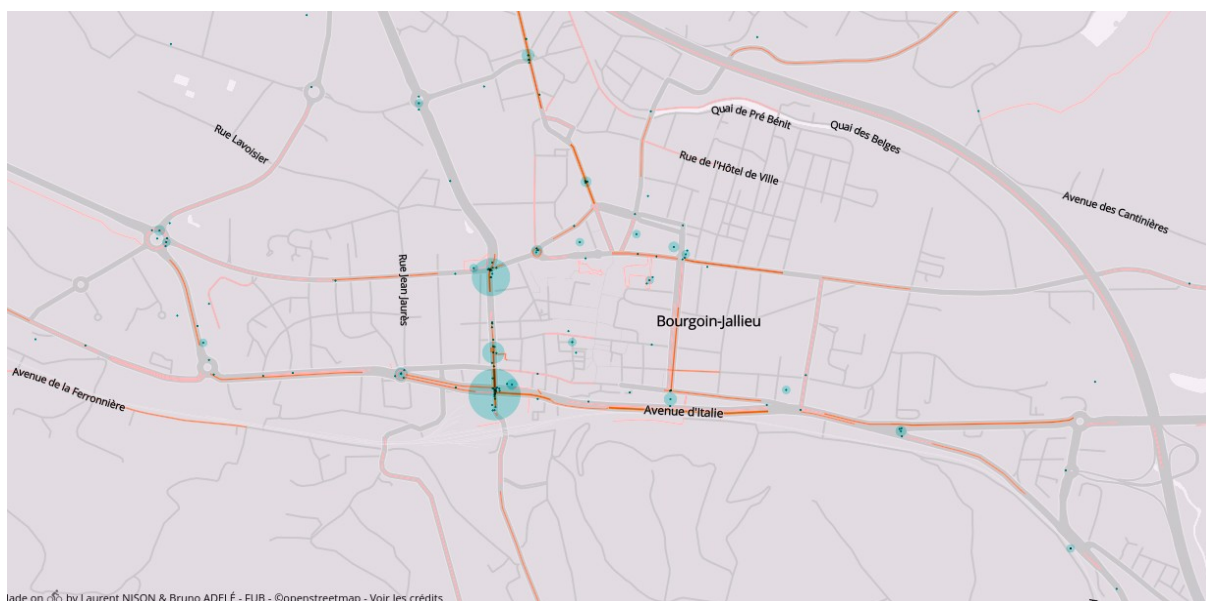 Quai de Pré Bénit
Quai des Belges
Rue Lavoisier
Rue de l'Hôtel de Ville
Avenue des Cantinières
Rue Jean Jaurès
Bourgoin-Jallieu
Avenue de la Ferronnière
Avenue d'Italie
lade on by Laurent NISON & Bruno ADELÉ - FUB - ©openstreetmap - Voir les crédits